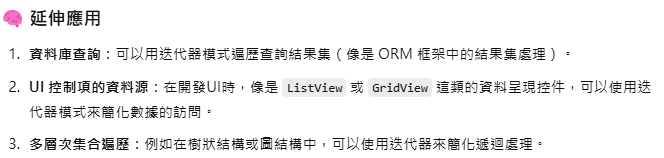 🧠 延伸應用
1. 資料庫查詢：可以用迭代器模式遍歷查詢結果集（像是 ORM 框架中的結果集處理）。
2. UI 控制項的資料源：在開發UI時，像是 ListView 或 GridView 這類的資料呈現控件，可以使用迭
代器模式來簡化數據的訪問。
3. 多層次集合遍歷：例如在樹狀結構或圖結構中，可以使用迭代器來簡化遞迴處理。